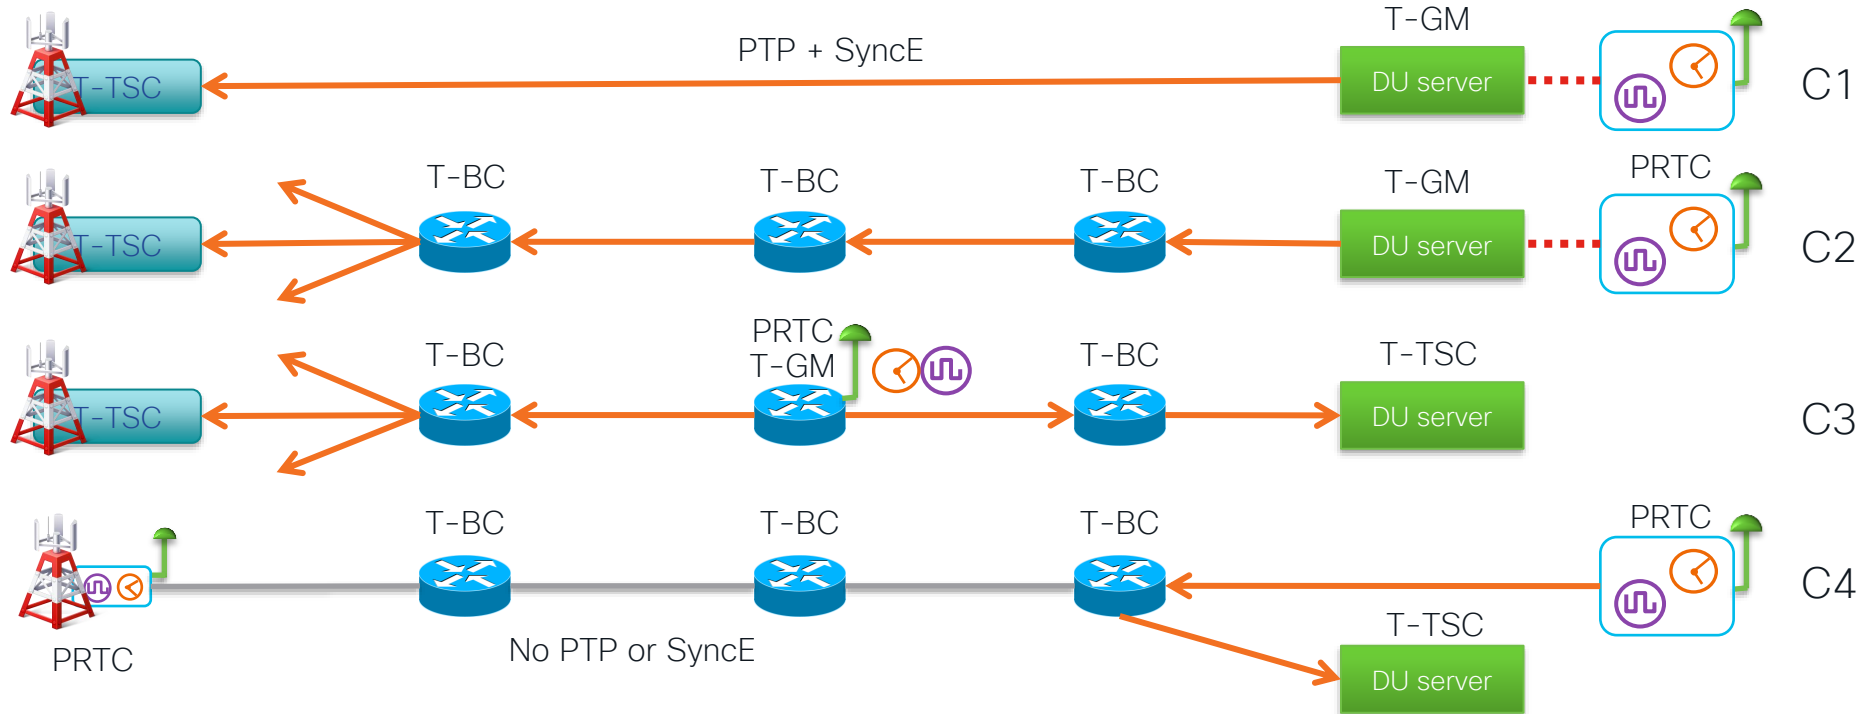 T-GM
PTP + SyncE
T-TSC
DU server
C1
T-BC
T-BC
T-BC
T-GM
PRTC
T-TSC
DU server
C2
PRTC
T-GM
T-BC
T-BC
T-TSC
T-TSC
DU server
C3
T-BC
T-BC
T-BC
PRTC
C4
No PTP or SyncE
PRTC
T-TSC
DU server